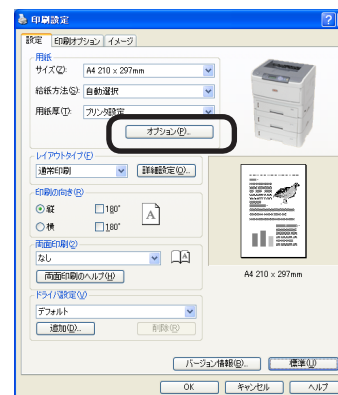 印刷設定
設定 印刷オプション イメージ
用紙
サイズ(Z): A4 210 x 297mm
給紙方法(S): 自動選択
用紙厚(T): プリンタ設定
オプション(P)...
レイアウトタイプ(F)
通常印刷 詳細設定(O)...
印刷の向き(R)
縦 180°
横 180°
A
両面印刷(2)
なし
両面印刷のヘルプ(H)
A4 210 x 297mm
ドライバ設定(V)
デフォルト
追加(D)... 削除(R)
バージョン情報(B)... 標準(U)
OK キャンセル ヘルプ